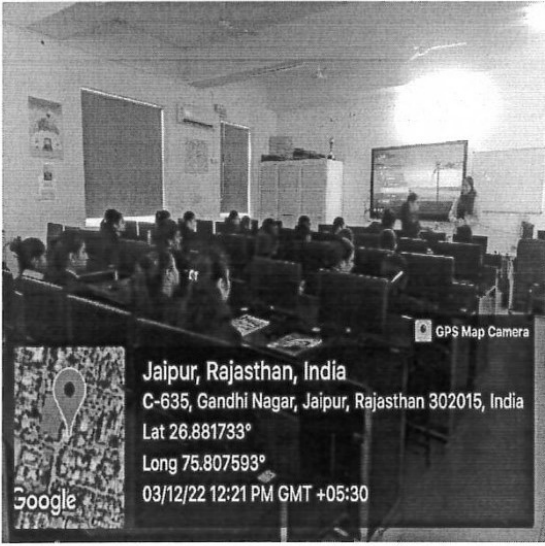 GPS Map Camera
Jaipur, Rajasthan, India
C-635, Gandhi Nagar, Jaipur, Rajasthan 302015, India
Lat 26.881733°
Long 75.807593°
03/12/22 12:21 PM GMT +05:30
Google